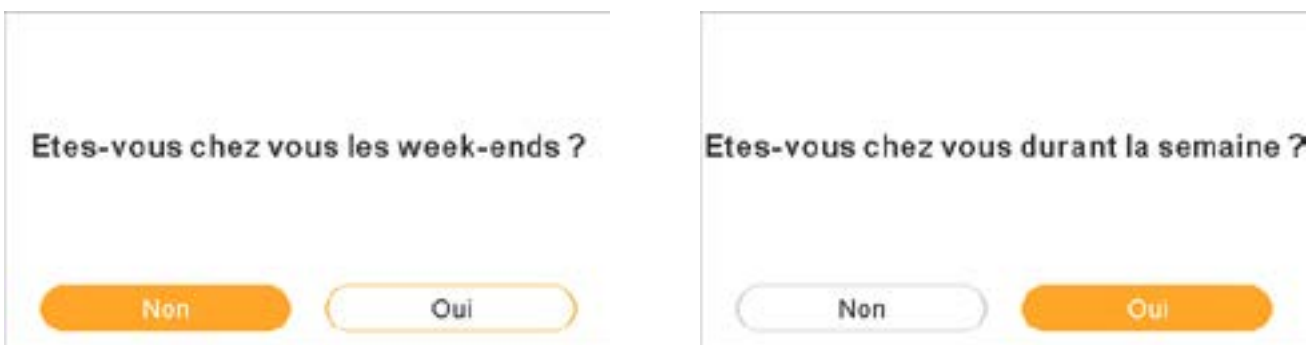 Etes-vous chez vous les week-ends ?
Non
Oui
Etes-vous chez vous durant la semaine ?
Non
Oui